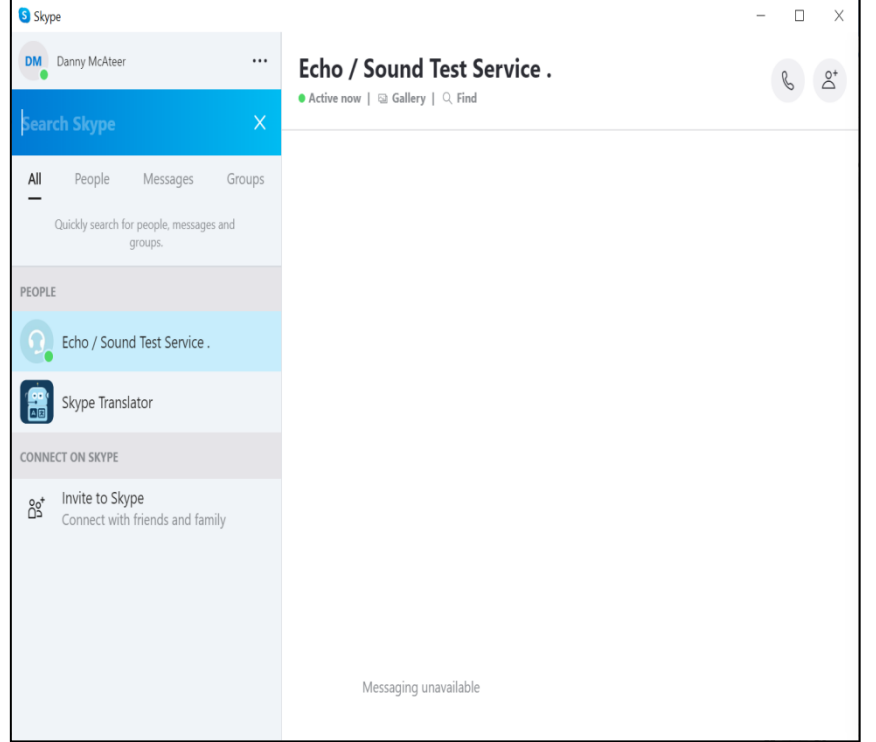 Skype
DM Danny McAteer
Search Skype
All People Messages Groups
Quickly search for people, messages and
groups.
PEOPLE
Echo / Sound Test Service .
Skype Translator
CONNECT ON SKYPE
Invite to Skype
Connect with friends and family
Echo / Sound Test Service .
Active now | Gallery | Find
Messaging unavailable